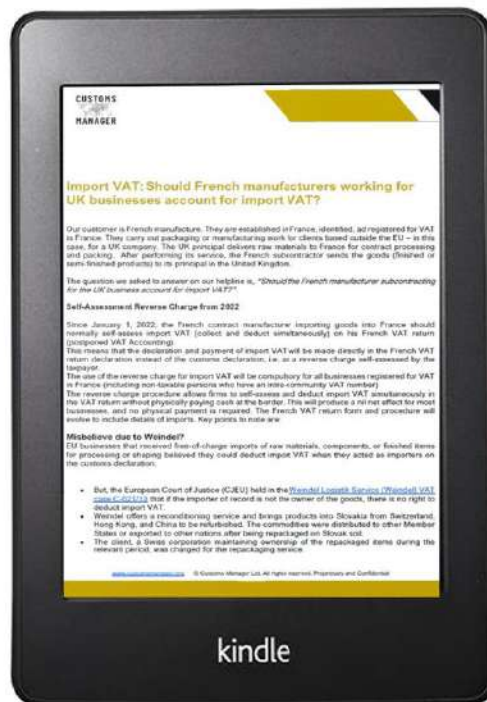 CUSTOMS
MANAGER
Import VAT: Should French manufacturers working for
UK businesses account for import VAT?
Our customer is French manufacture. They are established in France, identified, ad registered for VAT
in France. They carry out packaging or manufacturing work for clients based outside the EU – in this
case, for a UK company. The UK principal delivers raw materials to France for contract processing
and packing. After performing its service, the French subcontractor sends the goods (finished or
semi-finished products) to its principal in the United Kingdom.
The question we asked to answer on our helpline is, "Should the French manufacturer subcontracting
for the UK business account for import VAT?".
Self-Assessment Reverse Charge from 2022
Since January 1, 2022, the French contract manufacturer importing goods into France should
normally self-assess import VAT (collect and deduct simultaneously) on his French VAT return
(postponed VAT Accounting)
This means that the declaration and payment of import VAT will be made directly in the French VAT
return declaration instead of the customs declaration, i.e. as a reverse charge self-assessed by the
taxpayer.
The use of the reverse charge for import VAT will be compulsory for all businesses registered for VAT
in France (including non-taxable persons who have an intra-community VAT number)
The reverse charge procedure allows firms to self-assess and deduct import VAT simultaneously in
the VAT return without physically paying cash at the border. This will produce a nil net effect for most
businesses, and no physical payment is required. The French VAT return form and procedure will
evolve to include details of imports. Key points to note are:
Misbelieve due to Weindel?
EU businesses that received free-of-charge imports of raw materials, components, or finished items
for processing or shaping believed they could deduct import VAT when they acted as importers on
the customs declaration.
• But, the European Court of Justice (CJEU) held in the Weindel Logistik Service (Weindel) VAT
case C-621/19 that if the importer of record is not the owner of the goods, there is no right to
deduct import VAT.
• Weindel offers a reconditioning service and brings products into Slovakia from Switzerland,
Hong Kong, and China to be refurbished. The commodities were distributed to other Member
States or exported to other nations after being repackaged on Slovak soil.
• The client, a Swiss corporation maintaining ownership of the repackaged items during the
relevant period, was charged for the repackaging service.
© Customs Manager Ltd. All rights reserved. Proprietary and Confidential
kindle